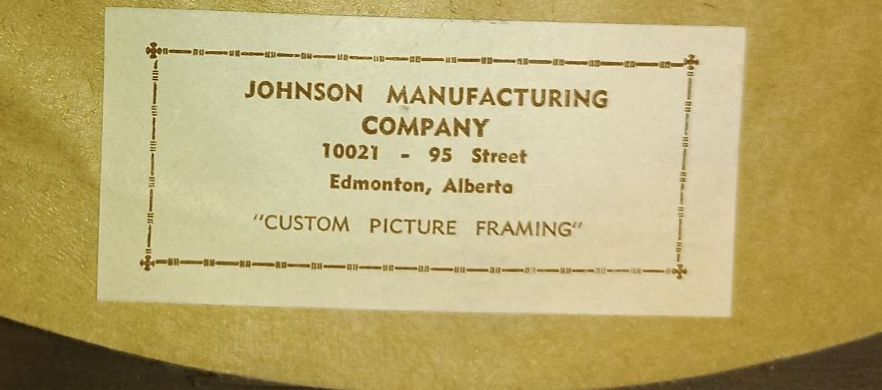 JOHNSON MANUFACTURING
COMPANY
10021 - 95 Street
Edmonton, Alberta
"CUSTOM PICTURE FRAMING"